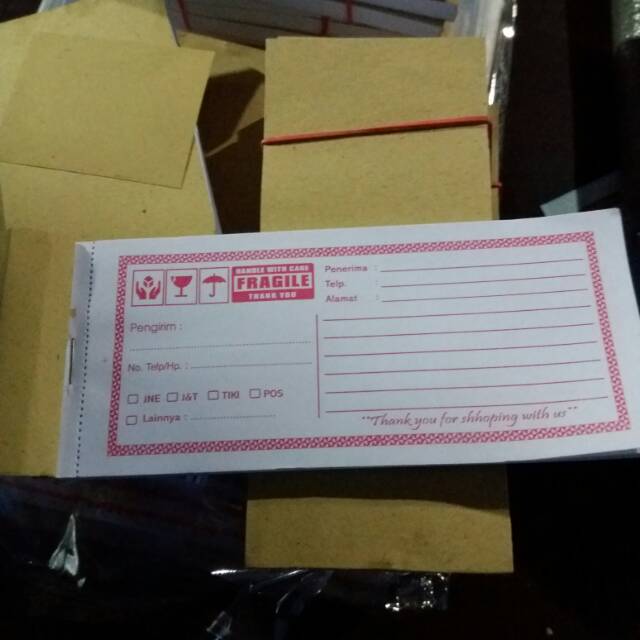 HANDLE WITH CARE
FRAGILE
THANK YOU
Penerima :
Telp. :
Alamat :
Pengirim :
No. Telp/Hp. :
JNE J&T TIKI POS
Lainnya :
"Thank you for shhoping with us"